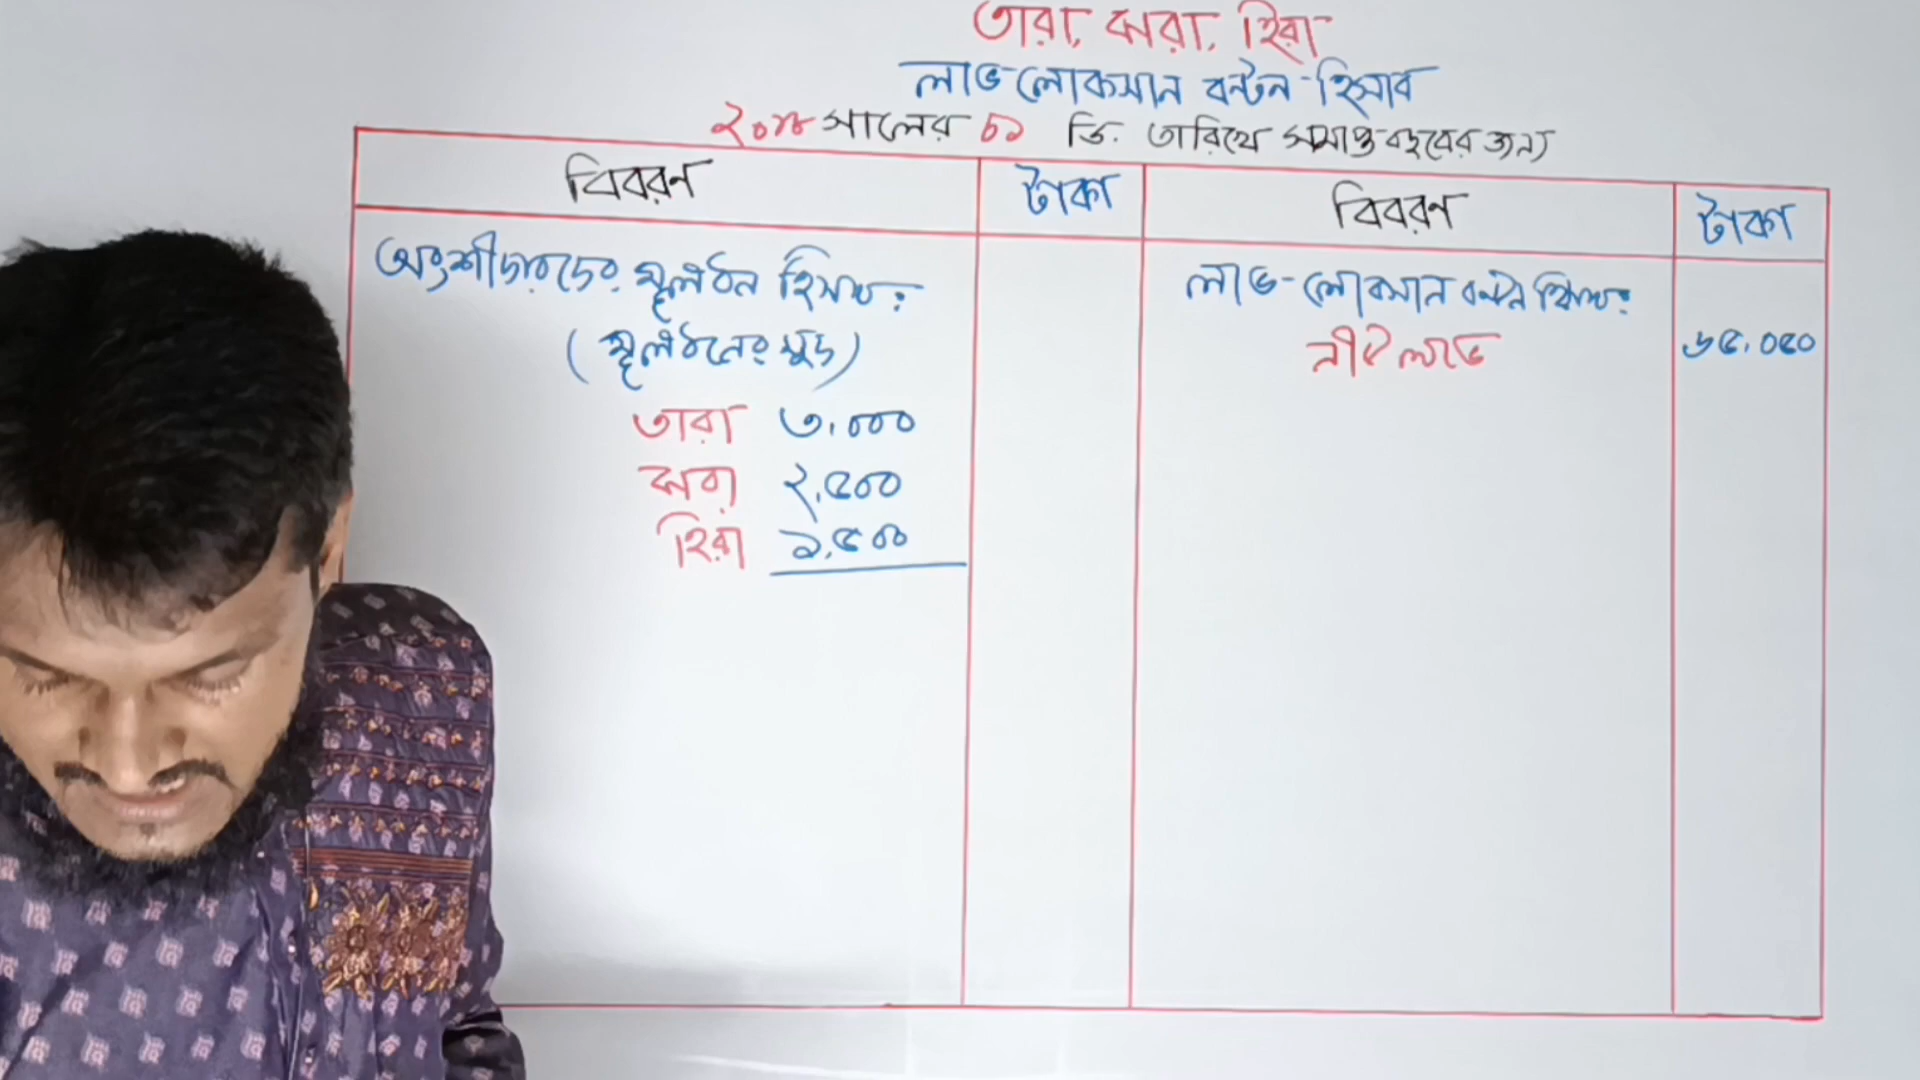 তারা, ঝরা, হিরা
লাভ-লোকসান বন্টন-হিসাব
২০১৮ সালের ৩১ ডি. তারিখে সমাপ্ত বছরের জন্য
বিবরণ টাকা বিবরণ টাকা
অংশীদারদের মূলধন হিসাব:
(মূলধনের সুদ)
তারা ৩,০০০
ঝরা ২,৫০০
হিরা ১,৫০০
লাভ-লোকসান বন্টন হিসাব:
নীট লাভ ৬৫,০৫০